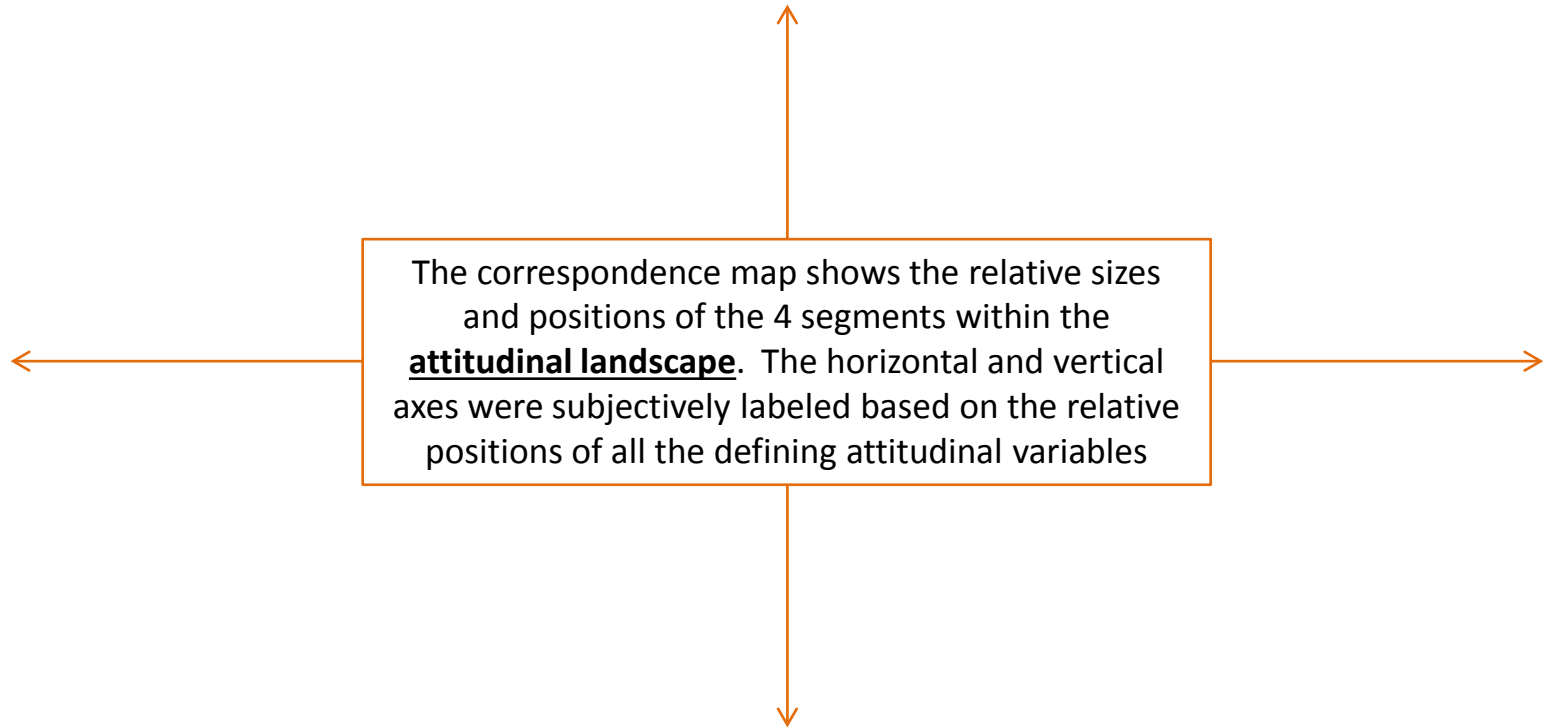 The correspondence map shows the relative sizes
and positions of the 4 segments within the
attitudinal landscape.  The horizontal and vertical
axes were subjectively labeled based on the relative
positions of all the defining attitudinal variables